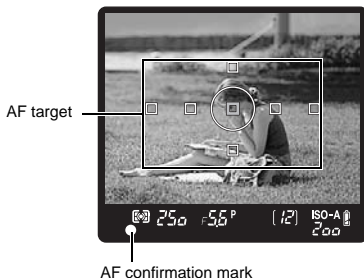 AF target
250 F5.6 P [12] ISO-A
200
AF confirmation mark